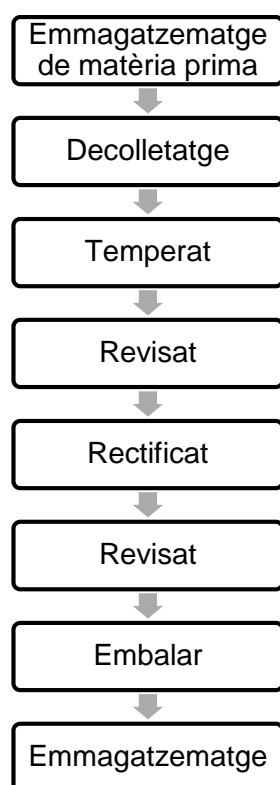 Emmagatzematge
de matèria prima
Decolletatge
Temperat
Revisat
Rectificat
Revisat
Embalar
Emmagatzematge